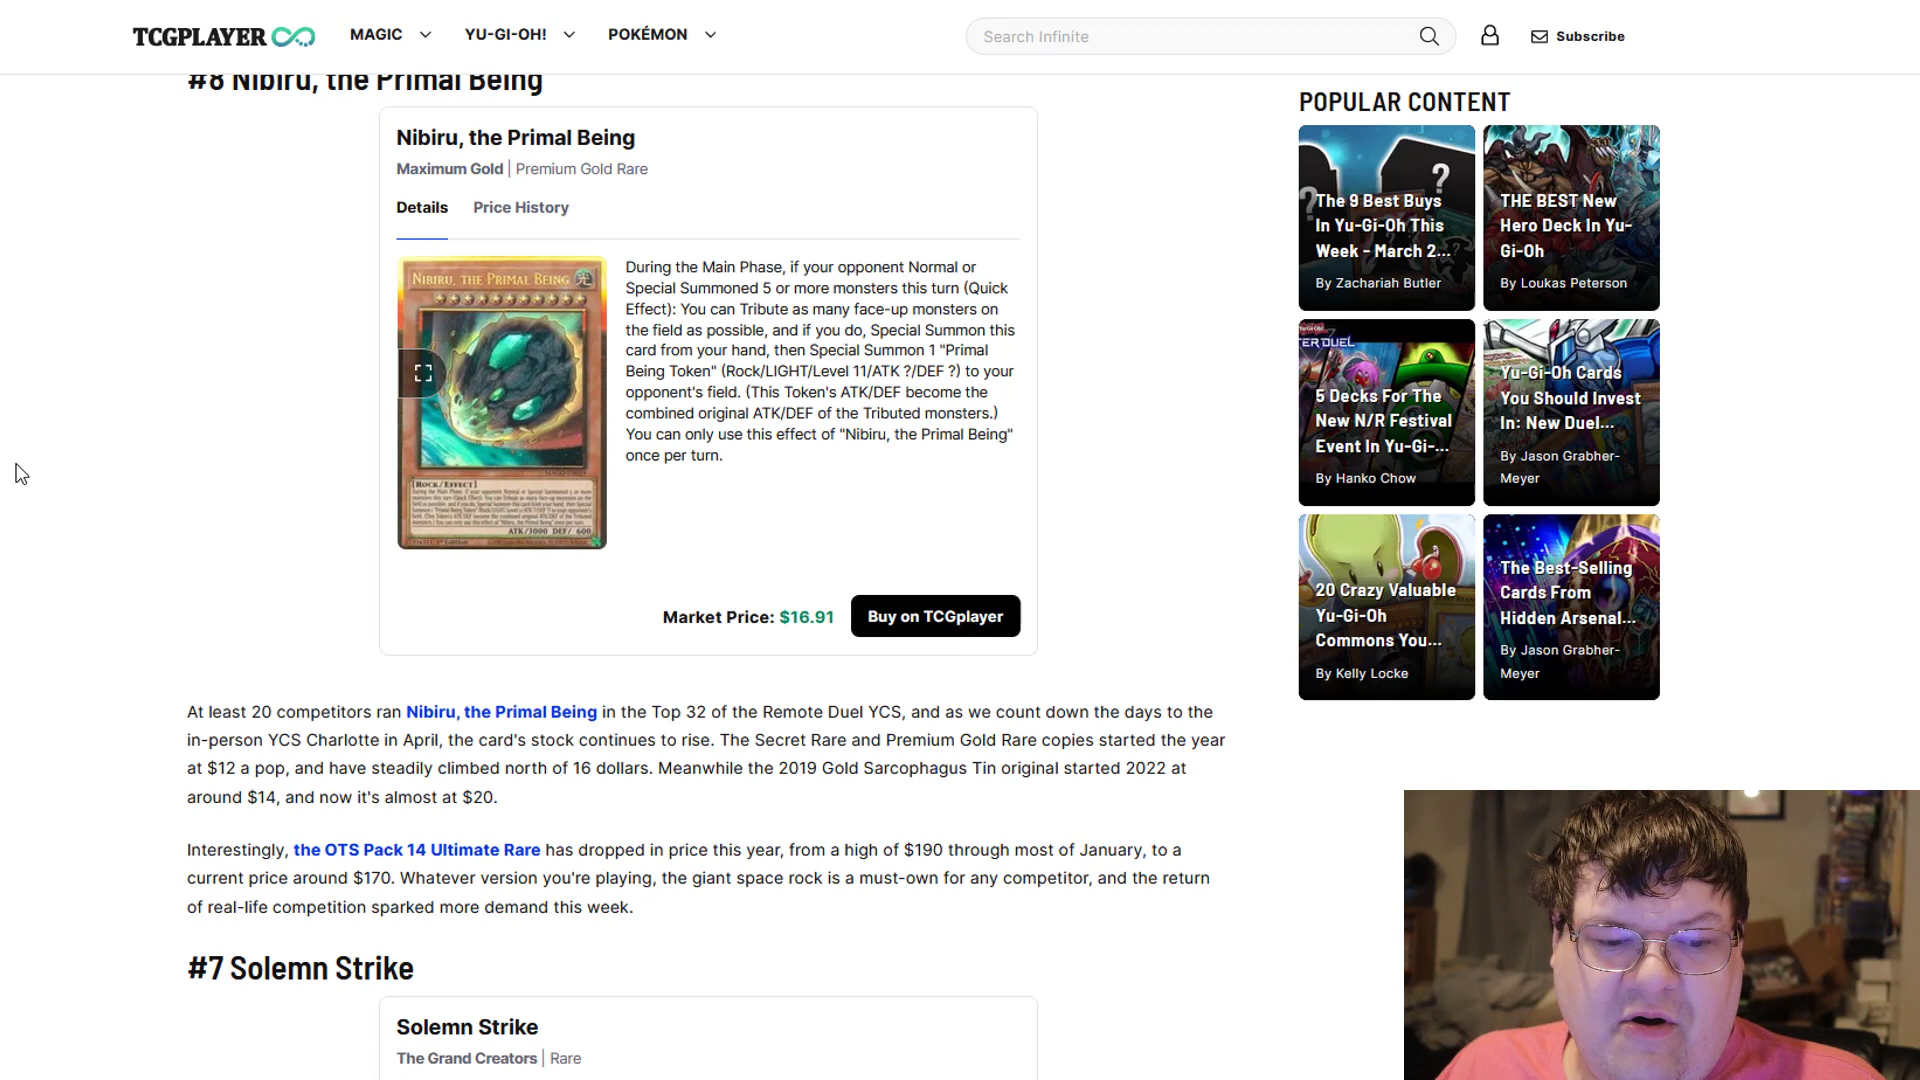 TCGPLAYER
MAGIC
YU-GI-OH!
POKÉMON
Search Infinite
Subscribe
#8 Nibiru, the Primal Being
Nibiru, the Primal Being
Maximum Gold | Premium Gold Rare
Details
Price History
NIBIRU, THE PRIMAL BEING
[ROCK/EFFECT]
ATK/3000 DEF/ 600
During the Main Phase, if your opponent Normal or
Special Summoned 5 or more monsters this turn (Quick
Effect): You can Tribute as many face-up monsters on
the field as possible, and if you do, Special Summon this
card from your hand, then Special Summon 1 "Primal
Being Token" (Rock/LIGHT/Level 11/ATK ?/DEF ?) to your
opponent's field. (This Token's ATK/DEF become the
combined original ATK/DEF of the Tributed monsters.)
You can only use this effect of "Nibiru, the Primal Being"
once per turn.
Market Price: $16.91
Buy on TCGplayer
At least 20 competitors ran Nibiru, the Primal Being in the Top 32 of the Remote Duel YCS, and as we count down the days to the
in-person YCS Charlotte in April, the card's stock continues to rise. The Secret Rare and Premium Gold Rare copies started the year
at $12 a pop, and have steadily climbed north of 16 dollars. Meanwhile the 2019 Gold Sarcophagus Tin original started 2022 at
around $14, and now it's almost at $20.
Interestingly, the OTS Pack 14 Ultimate Rare has dropped in price this year, from a high of $190 through most of January, to a
current price around $170. Whatever version you're playing, the giant space rock is a must-own for any competitor, and the return
of real-life competition sparked more demand this week.
#7 Solemn Strike
Solemn Strike
The Grand Creators | Rare
POPULAR CONTENT
The 9 Best Buys
In Yu-Gi-Oh This
Week - March 2...
By Zachariah Butler
THE BEST New
Hero Deck In Yu-
Gi-Oh
By Loukas Peterson
5 Decks For The
New N/R Festival
Event In Yu-Gi-...
By Hanko Chow
Yu-Gi-Oh Cards
You Should Invest
In: New Duel...
By Jason Grabher-
Meyer
20 Crazy Valuable
Yu-Gi-Oh
Commons You...
By Kelly Locke
The Best-Selling
Cards From
Hidden Arsenal...
By Jason Grabher-
Meyer